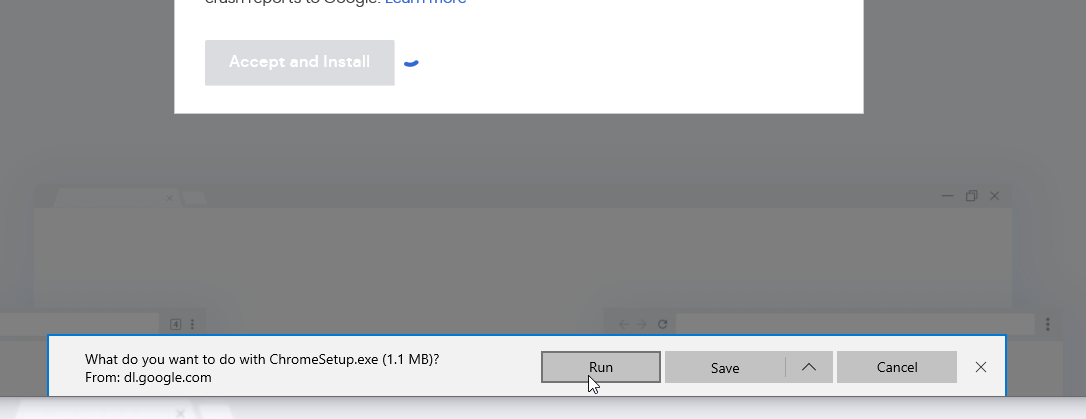 crash reports to Google. Learn more
Accept and Install
What do you want to do with ChromeSetup.exe (1.1 MB)?
From: dl.google.com
Run
Save
Cancel